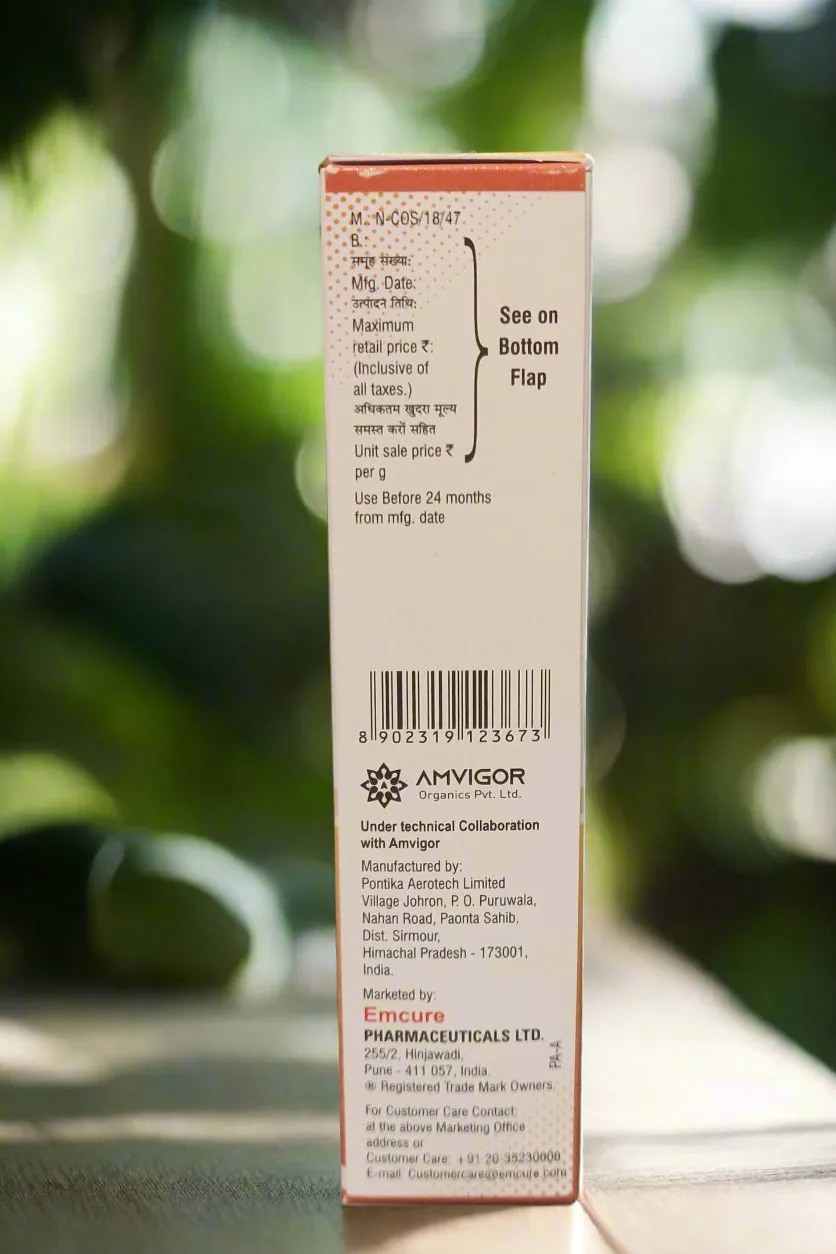 M.. N-COS/18/47
B.
समूह संख्या:
Mfg. Date:
उत्पादन तिथि:
Maximum
retail price ₹:
(Inclusive of
all taxes.)
अधिकतम खुदरा मूल्य
समस्त करों सहित
Unit sale price ₹
per g
See on
Bottom
Flap
Use Before 24 months
from mfg. date
8 902319 123673
AMVIGOR
Organics Pvt. Ltd.
Under technical Collaboration
with Amvigor
Manufactured by:
Pontika Aerotech Limited
Village Johron, P. O. Puruwala,
Nahan Road, Paonta Sahib,
Dist. Sirmour,
Himachal Pradesh - 173001,
India.
Marketed by:
Emcure
PHARMACEUTICALS LTD.
255/2, Hinjawadi,
Pune - 411 057, India.
® Registered Trade Mark Owners.
PA-A
For Customer Care Contact:
at the above Marketing Office
address or
Customer Care: +91-20-35230000
E-mail: Customercare@emcure.com